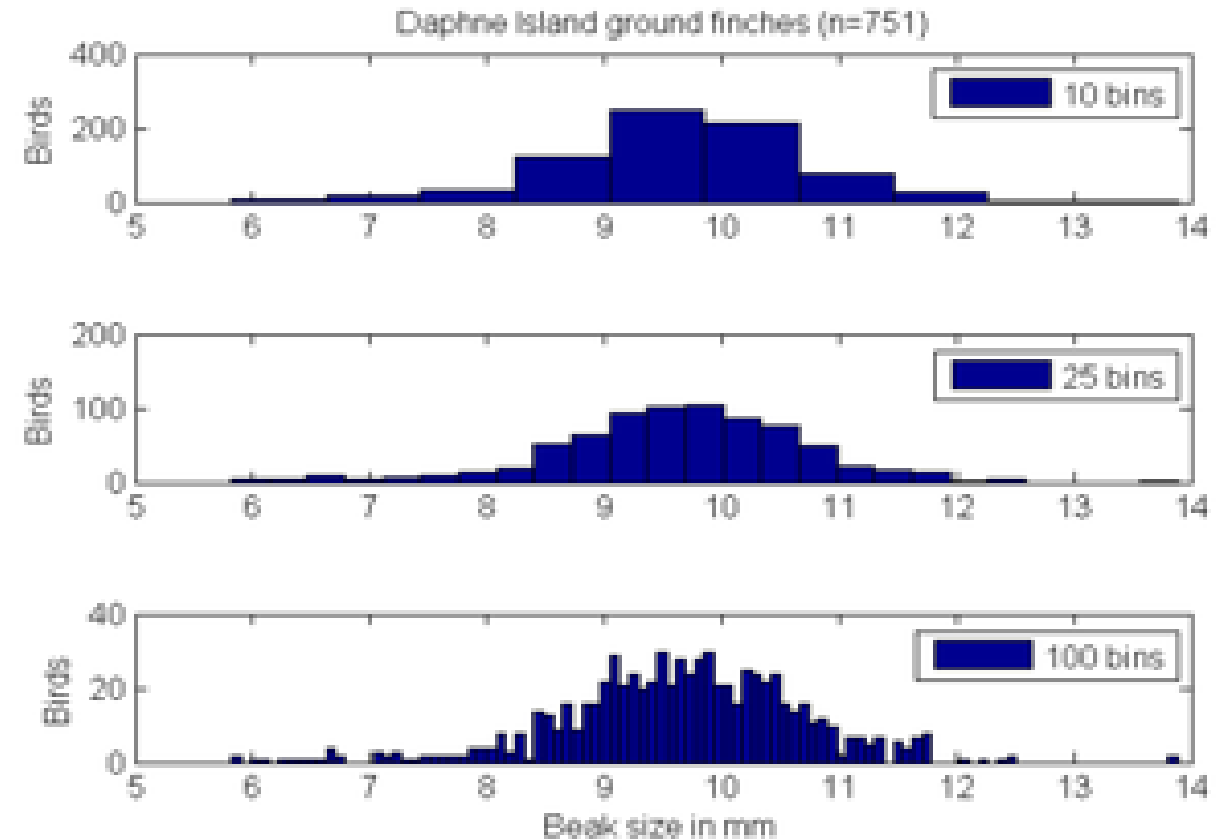 Daphne Island ground finches (n=751)
400
200
0
Birds
10 bins
5 6 7 8 9 10 11 12 13 14
200
100
0
Birds
25 bins
5 6 7 8 9 10 11 12 13 14
40
20
0
Birds
100 bins
5 6 7 8 9 10 11 12 13 14
Beak size in mm